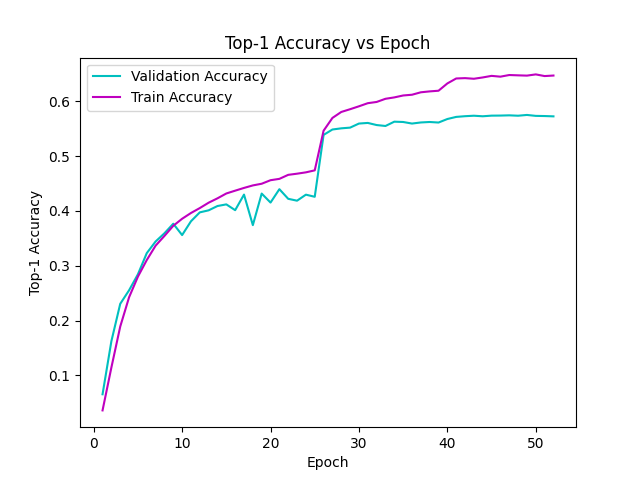 Top-1 Accuracy vs Epoch
Validation Accuracy
Train Accuracy
Top-1 Accuracy
0.6
0.5
0.4
0.3
0.2
0.1
0 10 20 30 40 50
Epoch